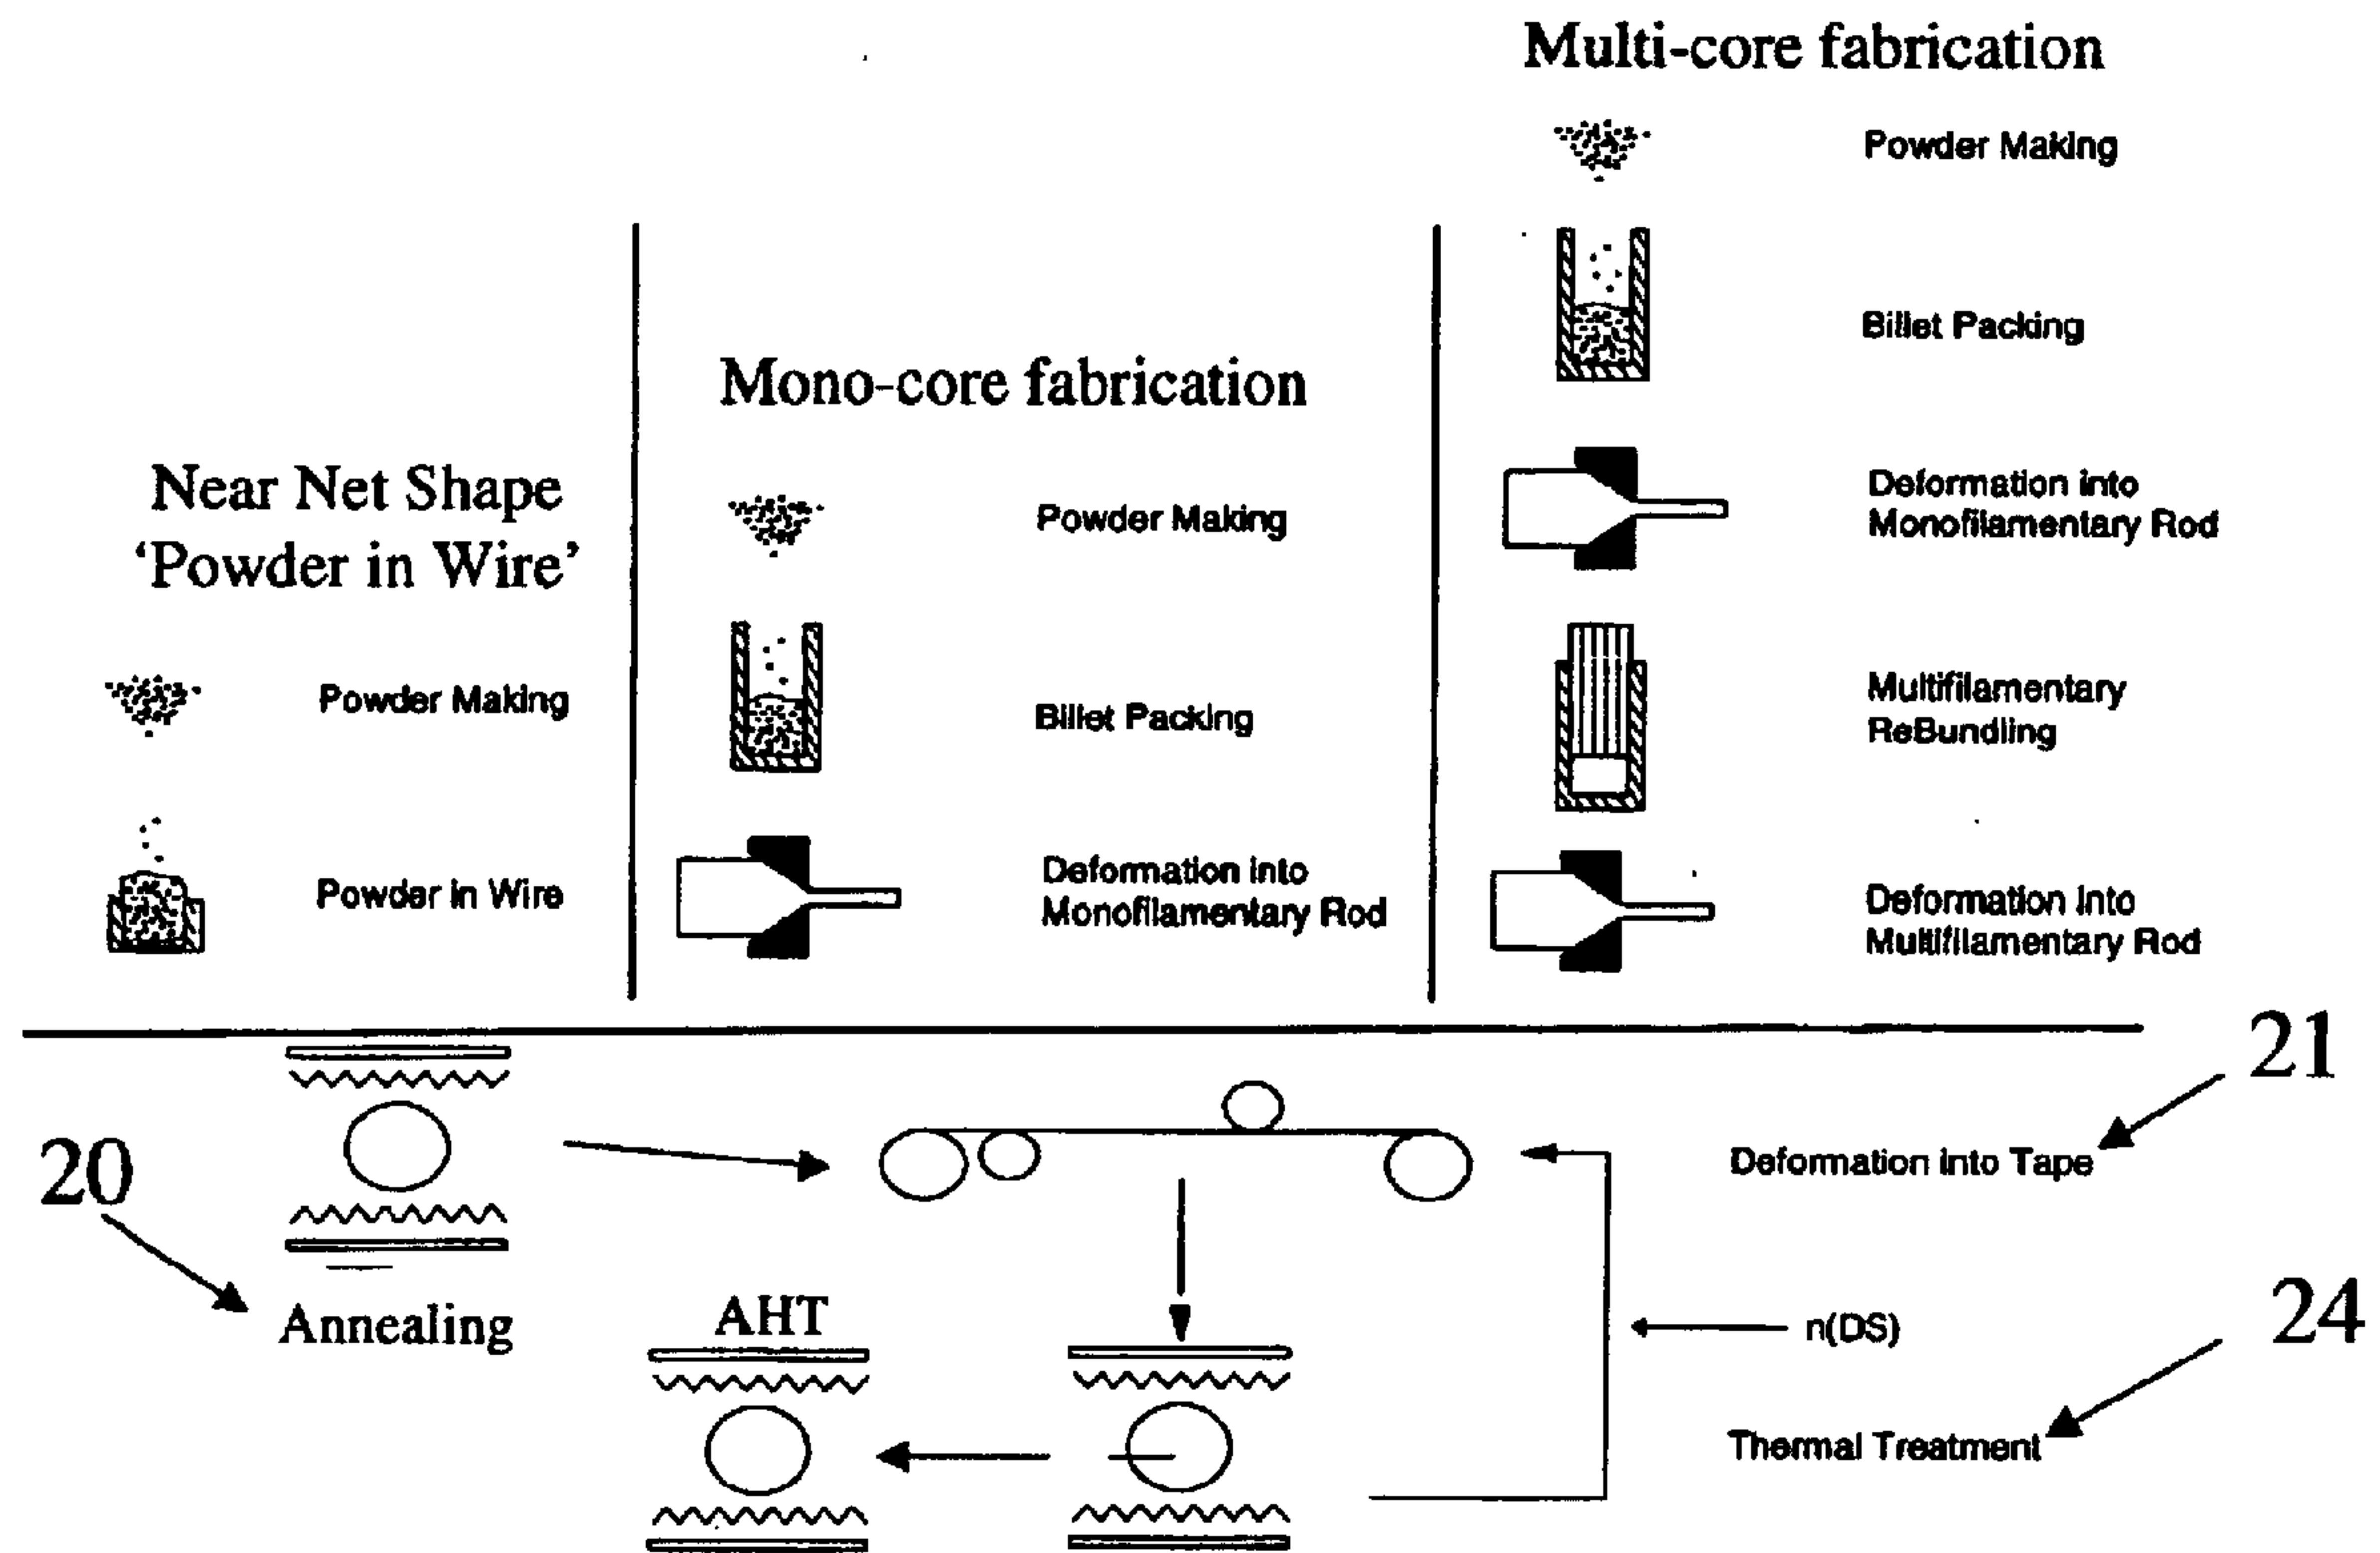 Near Net Shape
‘Powder in Wire’
Powder Making
Powder in Wire
Mono-core fabrication
Powder Making
Billet Packing
Deformation into
Monofilamentary Rod
Multi-core fabrication
Powder Making
Billet Packing
Deformation into
Monofilamentary Rod
Multifilamentary
ReBundling
Deformation into
Multifilamentary Rod
21
20
Deformation into Tape
Annealing
AHT
n(DS)
24
Thermal Treatment